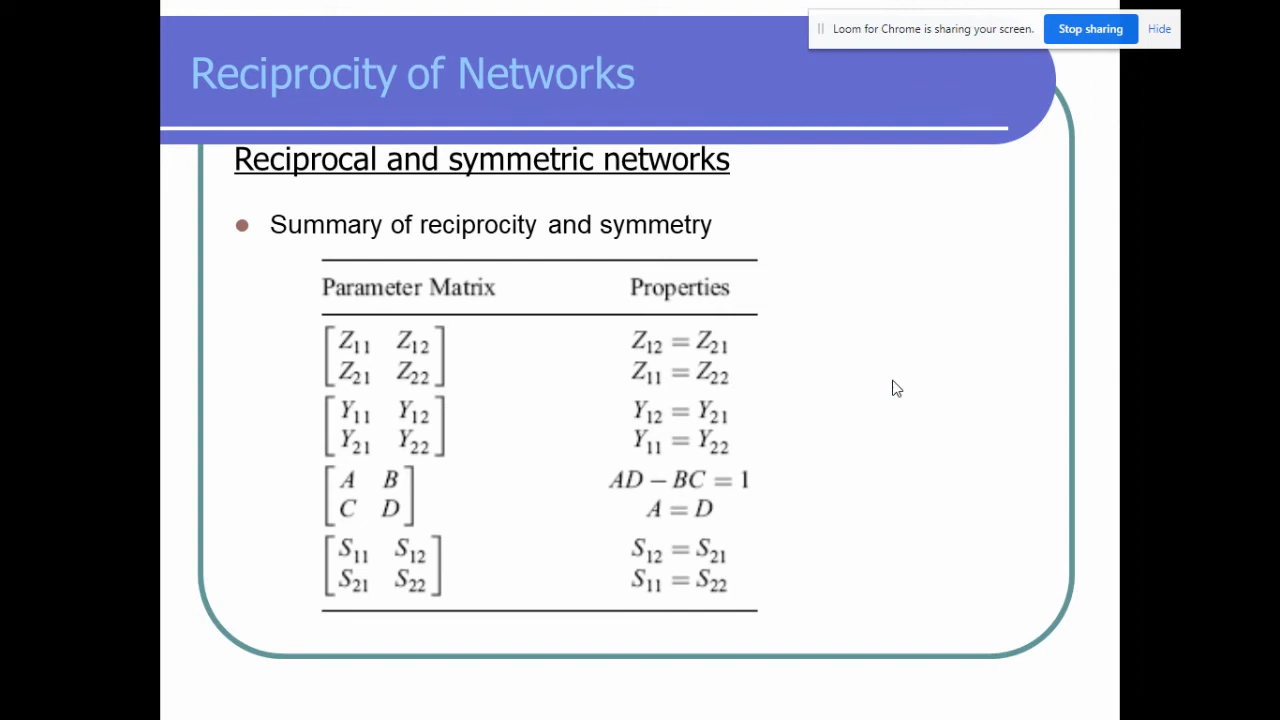 Loom for Chrome is sharing your screen. Stop sharing Hide
Reciprocity of Networks
Reciprocal and symmetric networks
Summary of reciprocity and symmetry
Parameter Matrix Properties
[Z₁₁ Z₁₂] Z₁₂ = Z₂₁
[Z₂₁ Z₂₂] Z₁₁ = Z₂₂
[Y₁₁ Y₁₂] Y₁₂ = Y₂₁
[Y₂₁ Y₂₂] Y₁₁ = Y₂₂
[A B] AD − BC = 1
[C D] A = D
[S₁₁ S₁₂] S₁₂ = S₂₁
[S₂₁ S₂₂] S₁₁ = S₂₂